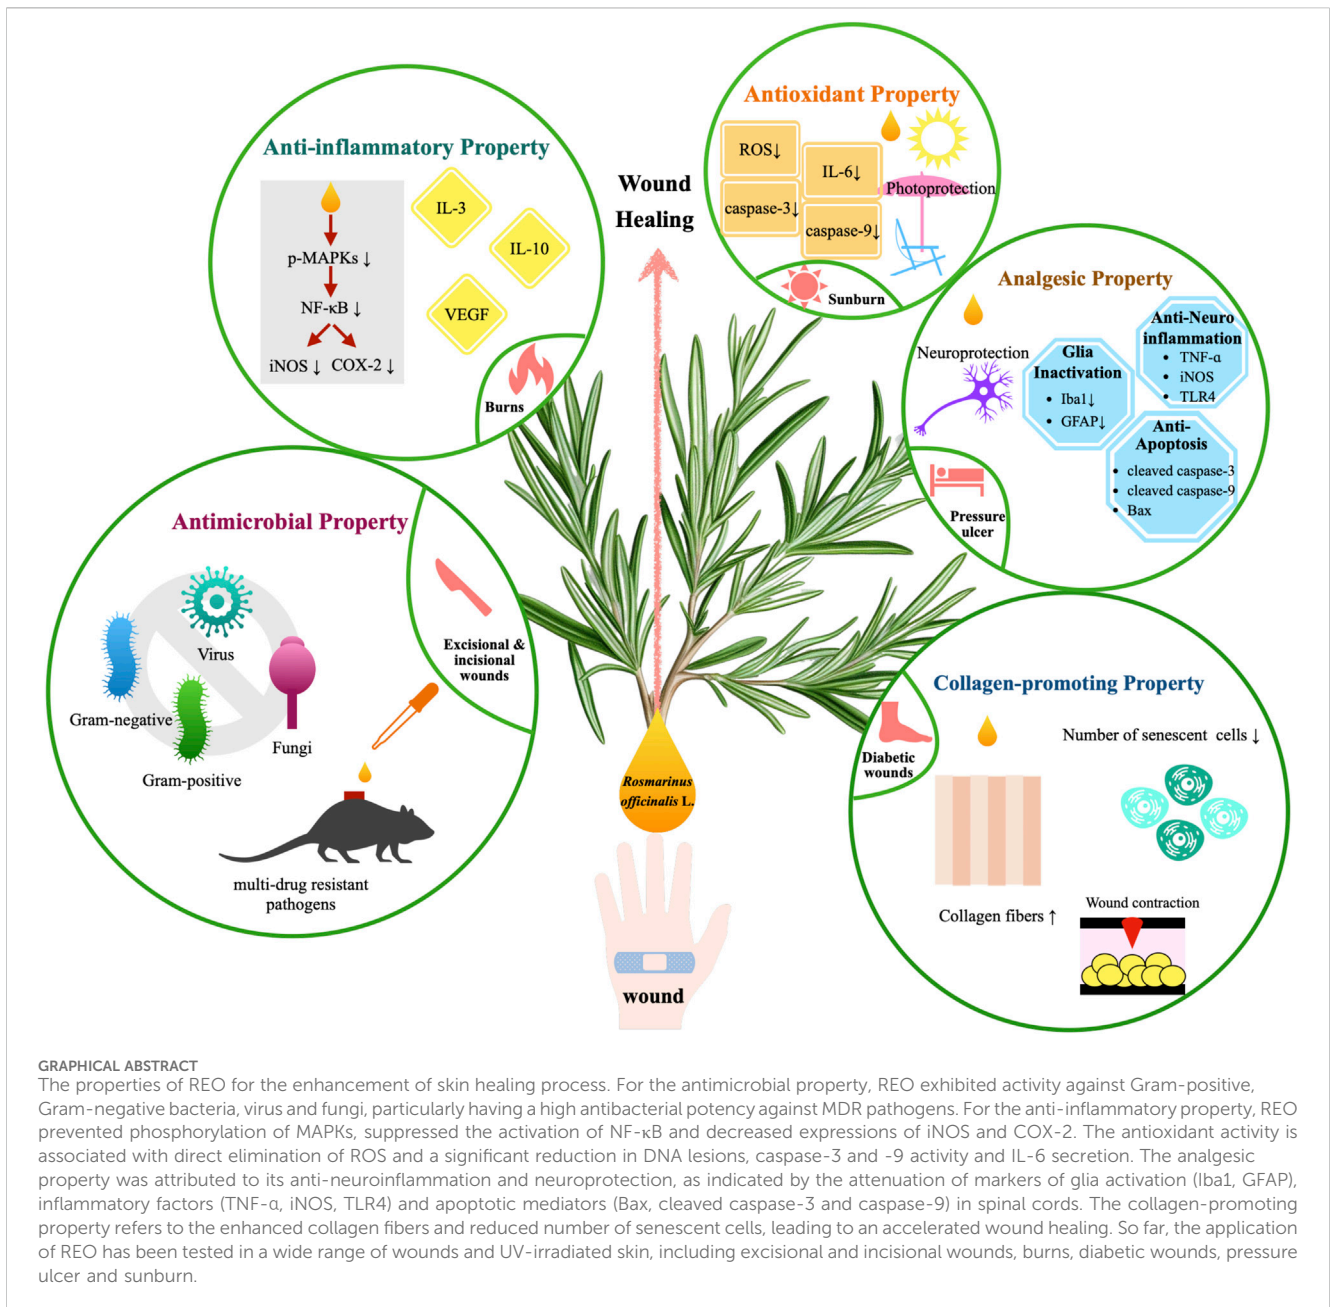 Anti-inflammatory Property
p-MAPKs ↓
NF-κB ↓
iNOS ↓ COX-2 ↓
IL-3
IL-10
VEGF
Burns
Wound
Healing
Antioxidant Property
ROS↓
IL-6↓
caspase-3↓
caspase-9↓
Photoprotection
Sunburn
Analgesic Property
Neuroprotection
Glia
Inactivation
• Iba1↓
• GFAP↓
Anti-Neuro
inflammation
• TNF-α
• iNOS
• TLR4
Anti-
Apoptosis
• cleaved caspase-3
• cleaved caspase-9
• Bax
Pressure
ulcer
Antimicrobial Property
Virus
Gram-negative
Gram-positive
Fungi
Excisional &
incisional
wounds
multi-drug resistant
pathogens
Collagen-promoting Property
Diabetic
wounds
Number of senescent cells ↓
Collagen fibers ↑
Wound contraction
Rosmarinus
officinalis L.
wound
GRAPHICAL ABSTRACT
The properties of REO for the enhancement of skin healing process. For the antimicrobial property, REO exhibited activity against Gram-positive,
Gram-negative bacteria, virus and fungi, particularly having a high antibacterial potency against MDR pathogens. For the anti-inflammatory property, REO
prevented phosphorylation of MAPKs, suppressed the activation of NF-κB and decreased expressions of iNOS and COX-2. The antioxidant activity is
associated with direct elimination of ROS and a significant reduction in DNA lesions, caspase-3 and -9 activity and IL-6 secretion. The analgesic
property was attributed to its anti-neuroinflammation and neuroprotection, as indicated by the attenuation of markers of glia activation (Iba1, GFAP),
inflammatory factors (TNF-α, iNOS, TLR4) and apoptotic mediators (Bax, cleaved caspase-3 and caspase-9) in spinal cords. The collagen-promoting
property refers to the enhanced collagen fibers and reduced number of senescent cells, leading to an accelerated wound healing. So far, the application
of REO has been tested in a wide range of wounds and UV-irradiated skin, including excisional and incisional wounds, burns, diabetic wounds, pressure
ulcer and sunburn.